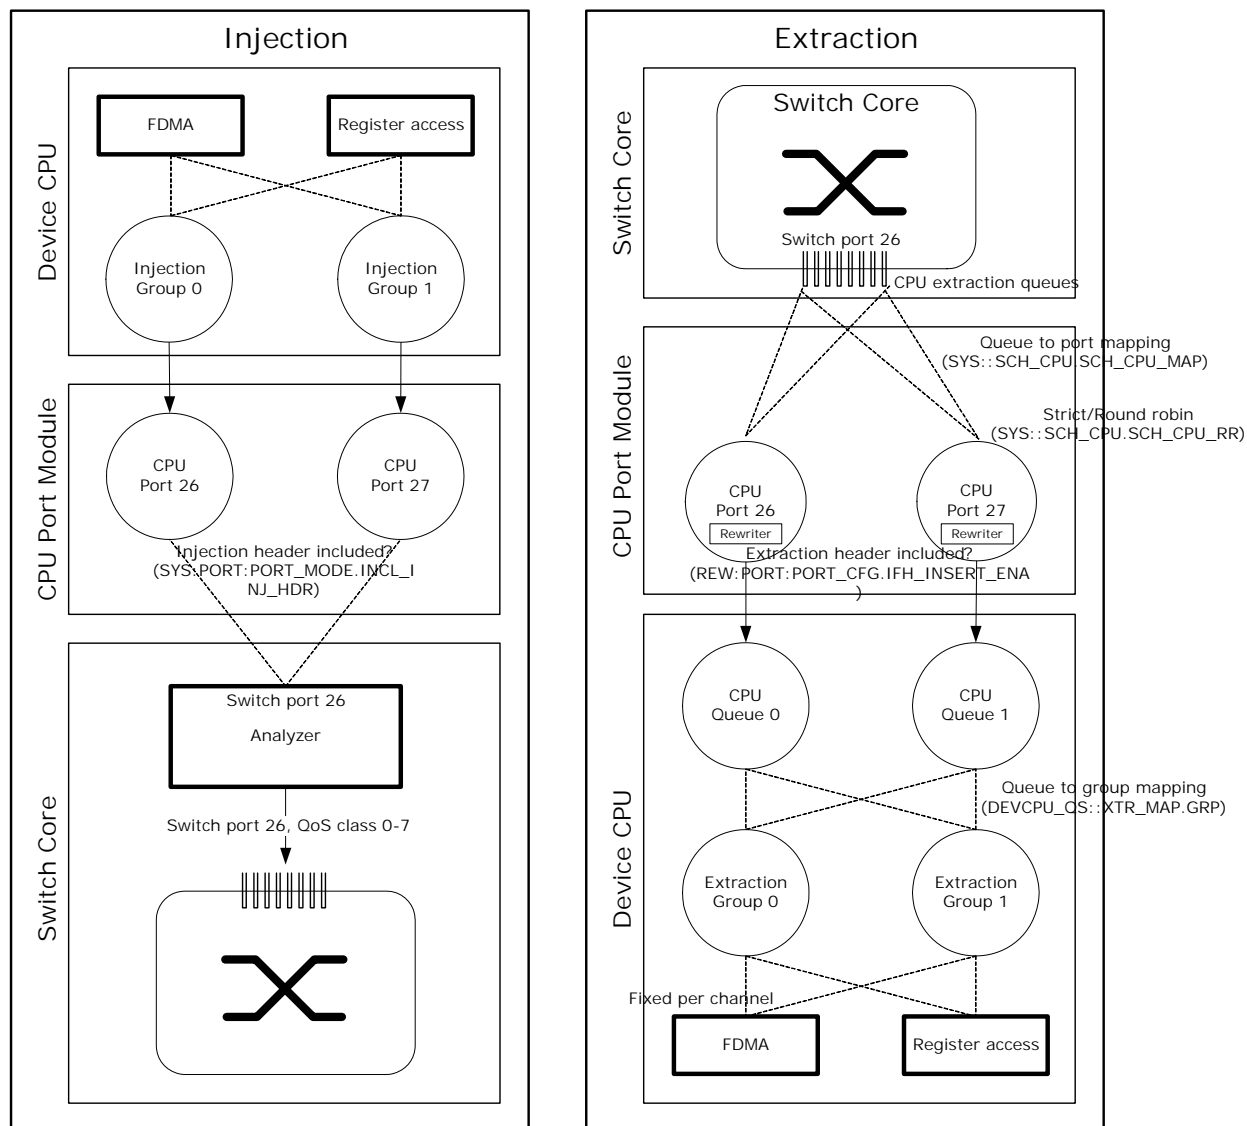 Injection
Device CPU
FDMA
Register access
Injection
Group 0
Injection
Group 1
CPU Port Module
CPU
Port 26
CPU
Port 27
Injection header included?
(SYS:PORT:PORT_MODE.INCL_I
NJ_HDR)
Switch Core
Switch port 26
Analyzer
Switch port 26, QoS class 0-7
Extraction
Switch Core
Switch Core
Switch port 26
CPU extraction queues
CPU Port Module
Queue to port mapping
(SYS::SCH_CPU.SCH_CPU_MAP)
Strict/Round robin
(SYS::SCH_CPU.SCH_CPU_RR)
CPU
Port 26
Rewriter
CPU
Port 27
Rewriter
Extraction header included?
(REW:PORT:PORT_CFG.IFH_INSERT_ENA
)
Device CPU
CPU
Queue 0
CPU
Queue 1
Queue to group mapping
(DEVCPU_QS::XTR_MAP.GRP)
Extraction
Group 0
Extraction
Group 1
Fixed per channel
FDMA
Register access